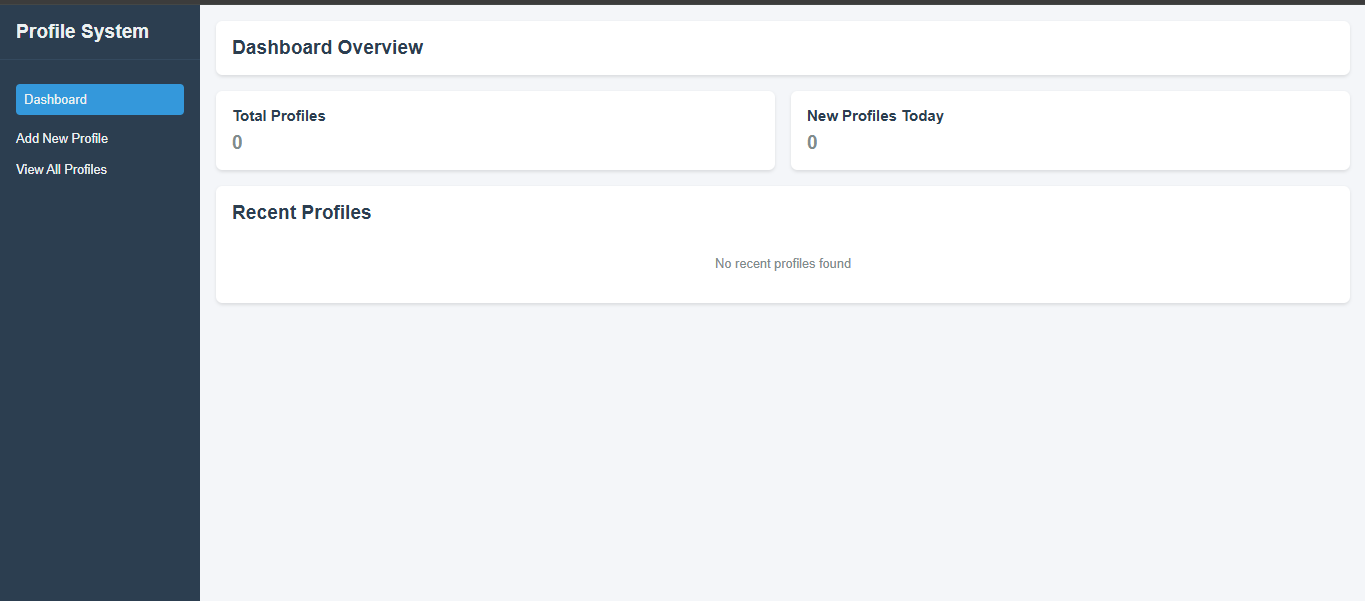 Profile System
Dashboard
Add New Profile
View All Profiles
Dashboard Overview
Total Profiles
0
New Profiles Today
0
Recent Profiles
No recent profiles found